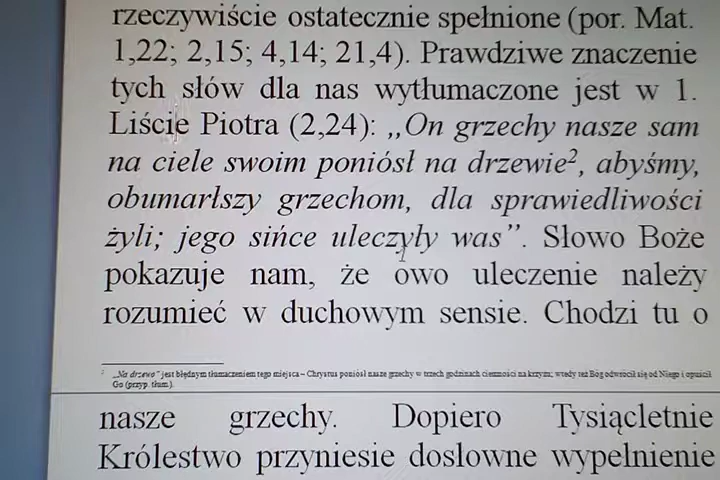 rzeczywiście ostatecznie spełnione (por. Mat.
1,22; 2,15; 4,14; 21,4). Prawdziwe znaczenie
tych słów dla nas wytłumaczone jest w 1.
Liście Piotra (2,24): „On grzechy nasze sam
na ciele swoim poniósł na drzewie², abyśmy,
obumarłszy grzechom, dla sprawiedliwości
żyli; jego sińce uleczyły was”. Słowo Boże
pokazuje nam, że owo uleczenie należy
rozumieć w duchowym sensie. Chodzi tu o
² „Na drzewo” jest błędnym tłumaczeniem tego miejsca – Chrystus poniósł nasze grzechy w trzech godzinach ciemności na krzyżu; wtedy też Bóg odwrócił się od Niego i opuścił
Go (przyp. tłum.).
nasze grzechy. Dopiero Tysiącletnie
Królestwo przyniesie dosłowne wypełnienie